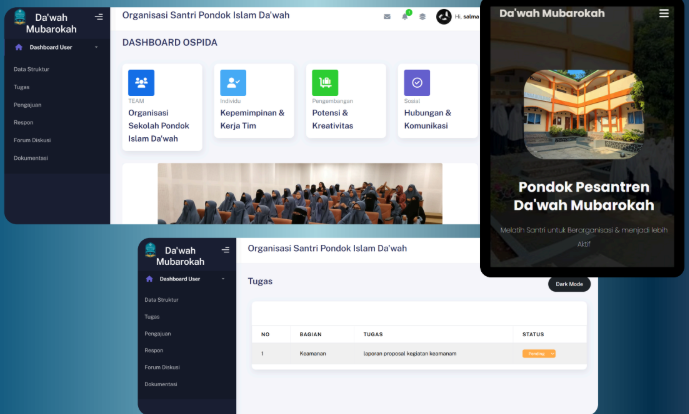 Da'wah
Mubarokah
Dashboard User
Data Struktur
Tugas
Pengajuan
Respon
Forum Diskusi
Dokumentasi
Organisasi Santri Pondok Islam Da'wah
Hi, salma
DASHBOARD OSPIDA
TEAM
Organisasi
Sekolah Pondok
Islam Da'wah
Individu
Kepemimpinan &
Kerja Tim
Pengembangan
Potensi &
Kreativitas
Sosial
Hubungan &
Komunikasi
Da'wah Mubarokah
Pondok Pesantren
Da'wah Mubarokah
Melatih Santri untuk Berorganisasi & menjadi lebih
Aktif
Da'wah
Mubarokah
Dashboard User
Data Struktur
Tugas
Pengajuan
Respon
Forum Diskusi
Dokumentasi
Organisasi Santri Pondok Islam Da'wah
Tugas
Dark Mode
NO BAGIAN TUGAS STATUS
1 Keamanan laporan proposal kegiatan keamanam